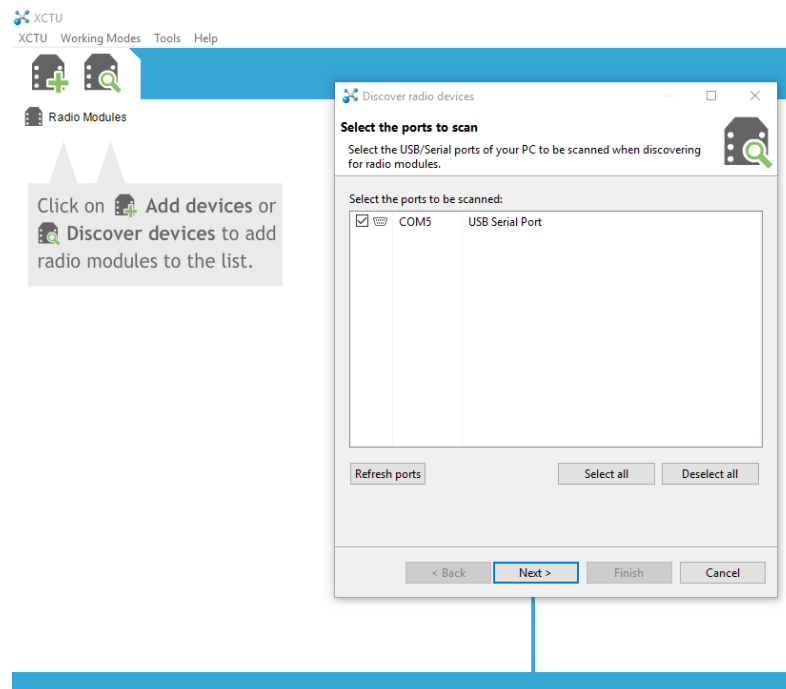 XCTU
XCTU Working Modes Tools Help
Radio Modules
Click on Add devices or
Discover devices to add
radio modules to the list.
Discover radio devices
Select the ports to scan
Select the USB/Serial ports of your PC to be scanned when discovering
for radio modules.
Select the ports to be scanned:
COM5 USB Serial Port
Refresh ports Select all Deselect all
< Back Next > Finish Cancel